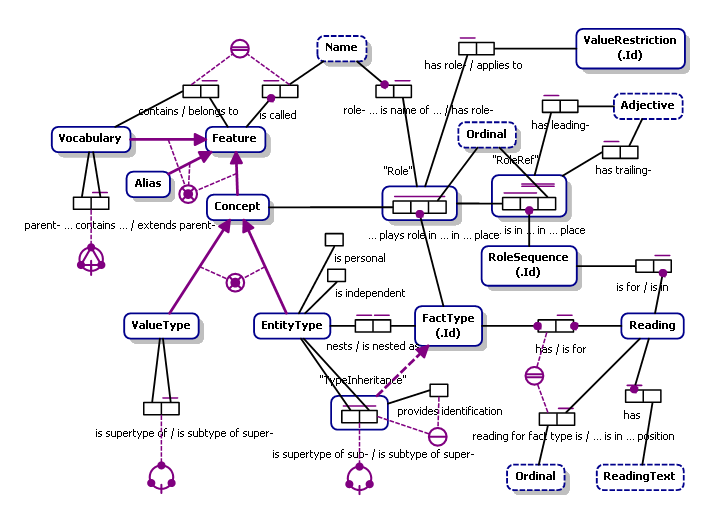 Name
ValueRestriction
(.Id)
has role- / applies to
contains / belongs to
is called
role- ... is name of ... / has role-
Adjective
has leading-
Ordinal
Vocabulary
Feature
"RoleRef"
has trailing-
"Role"
Alias
Concept
parent- ... contains ... / extends parent-
... plays role in ... in ... place
is in ... in ... place
is personal
RoleSequence
(.Id)
is independent
is for / is in
ValueType
EntityType
FactType
(.Id)
Reading
nests / is nested as
has / is for
"TypeInheritance"
provides identification
has
is supertype of / is subtype of super-
reading for fact type is / ... is in ... position
is supertype of sub- / is subtype of super-
Ordinal
ReadingText